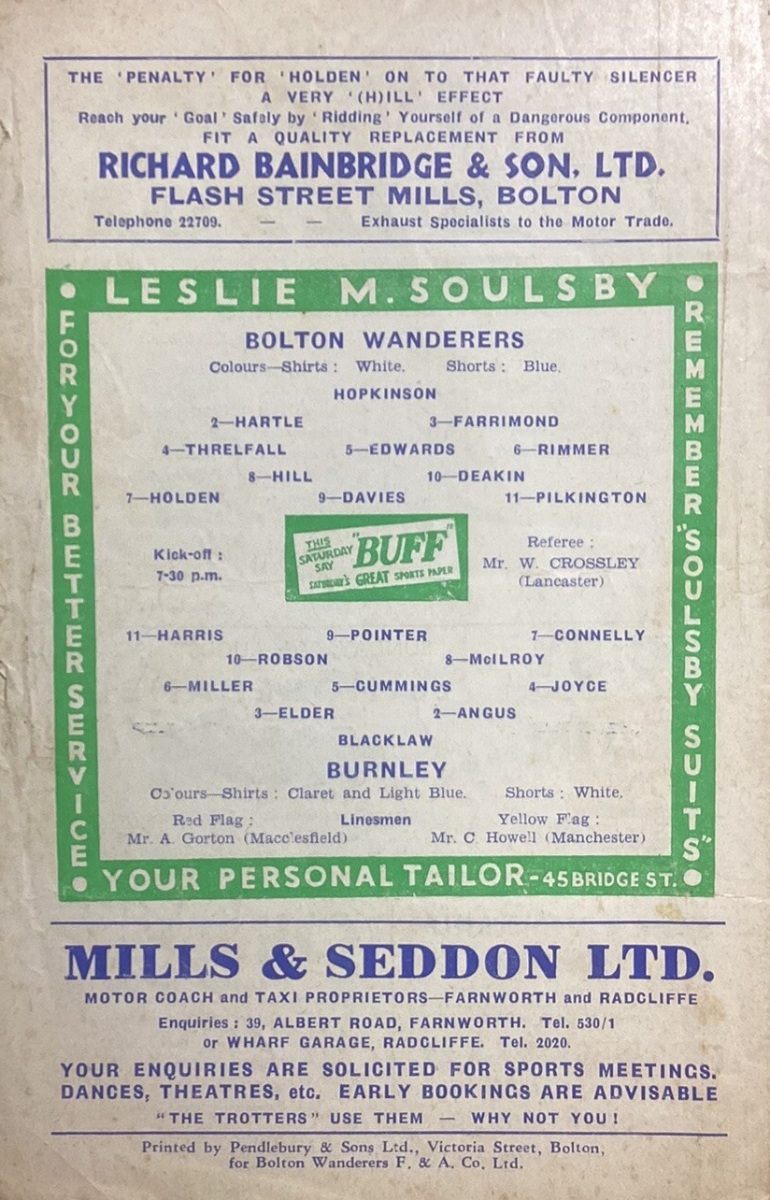 THE 'PENALTY' FOR 'HOLDEN' ON TO THAT FAULTY SILENCER
A VERY '(H)ILL' EFFECT
Reach your 'Goal' Safely by 'Ridding' Yourself of a Dangerous Component.
FIT A QUALITY REPLACEMENT FROM
RICHARD BAINBRIDGE & SON, LTD.
FLASH STREET MILLS, BOLTON
Telephone 22709. — — Exhaust Specialists to the Motor Trade.
LESLIE M. SOULSBY
FOR YOUR BETTER SERVICE
REMEMBER "SOULSBY SUITS"
BOLTON WANDERERS
Colours—Shirts : White. Shorts : Blue.
HOPKINSON
2—HARTLE 3—FARRIMOND
4—THRELFALL 5—EDWARDS 6—RIMMER
8—HILL 10—DEAKIN
7—HOLDEN 9—DAVIES 11—PILKINGTON
Kick-off :
7-30 p.m.
THIS
SATURDAY
SAY
"BUFF"
SATURDAY'S GREAT SPORTS PAPER
Referee :
Mr. W. CROSSLEY
(Lancaster)
11—HARRIS 9—POINTER 7—CONNELLY
10—ROBSON 8—McILROY
6—MILLER 5—CUMMINGS 4—JOYCE
3—ELDER 2—ANGUS
BLACKLAW
BURNLEY
Colours—Shirts : Claret and Light Blue. Shorts : White.
Red Flag : Linesmen Yellow Flag :
Mr. A. Gorton (Macclesfield) Mr. C. Howell (Manchester)
YOUR PERSONAL TAILOR-45 BRIDGE ST.
MILLS & SEDDON LTD.
MOTOR COACH and TAXI PROPRIETORS—FARNWORTH and RADCLIFFE
Enquiries : 39, ALBERT ROAD, FARNWORTH. Tel. 530/1
or WHARF GARAGE, RADCLIFFE. Tel. 2020.
YOUR ENQUIRIES ARE SOLICITED FOR SPORTS MEETINGS.
DANCES, THEATRES, etc. EARLY BOOKINGS ARE ADVISABLE
"THE TROTTERS" USE THEM — WHY NOT YOU!
Printed by Pendlebury & Sons Ltd., Victoria Street, Bolton,
for Bolton Wanderers F. & A. Co. Ltd.